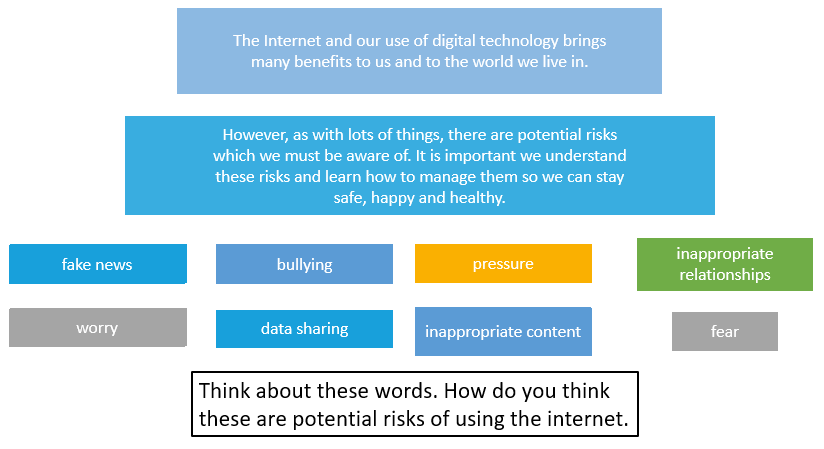 The Internet and our use of digital technology brings
many benefits to us and to the world we live in.
However, as with lots of things, there are potential risks
which we must be aware of. It is important we understand
these risks and learn how to manage them so we can stay
safe, happy and healthy.
fake news
bullying
pressure
inappropriate
relationships
worry
data sharing
inappropriate content
fear
Think about these words. How do you think
these are potential risks of using the internet.